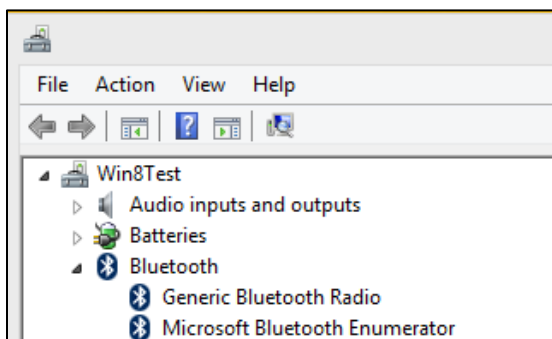 File Action View Help
Win8Test
Audio inputs and outputs
Batteries
Bluetooth
Generic Bluetooth Radio
Microsoft Bluetooth Enumerator